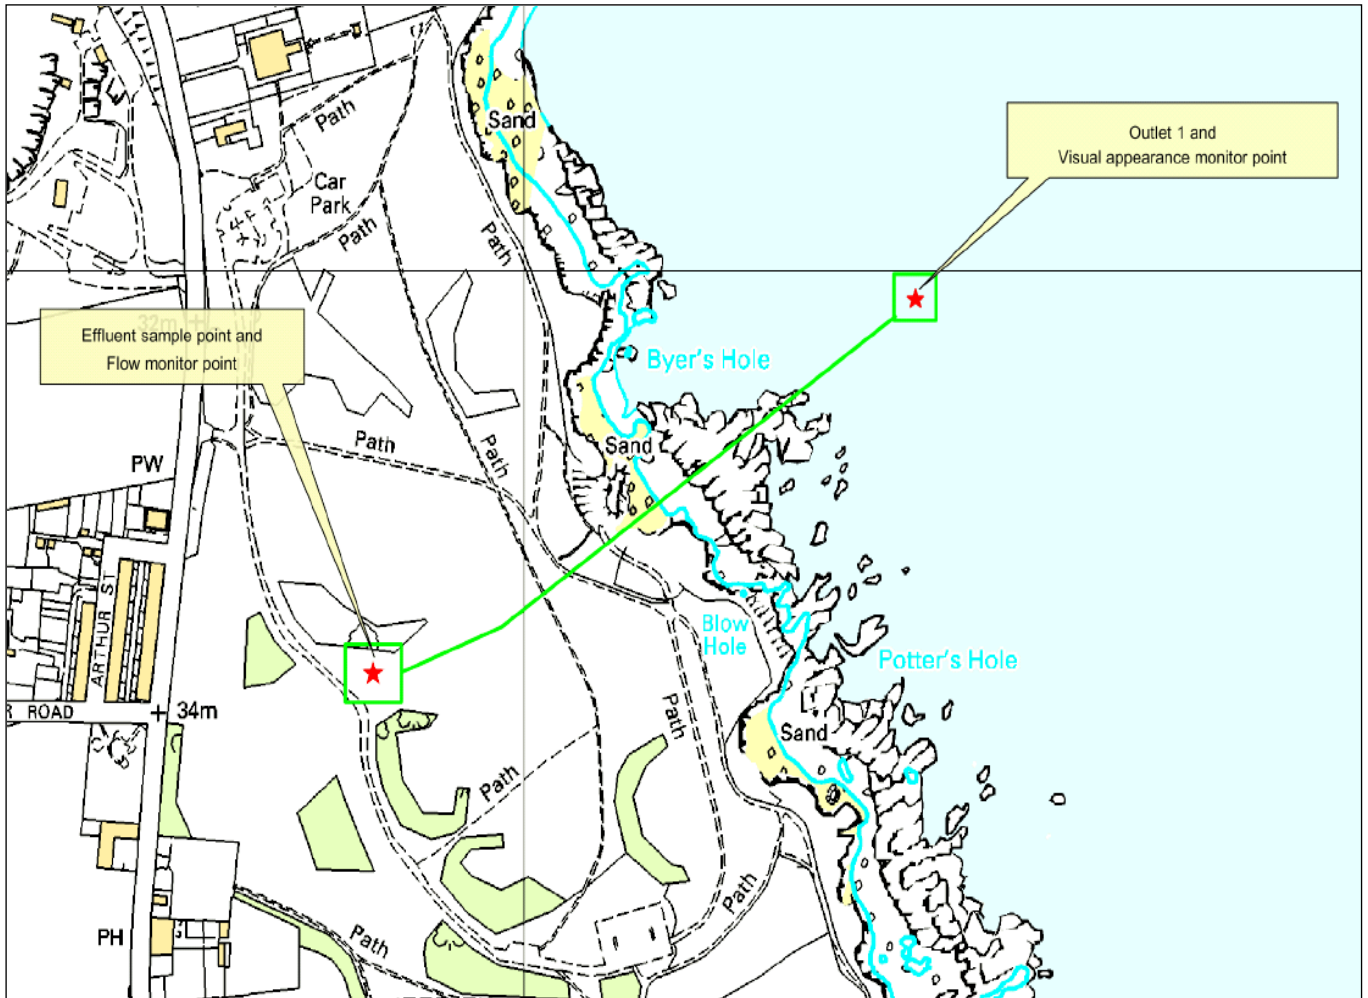 Sand
Outlet 1 and
Visual appearance monitor point
Path
Car
Park
Path
Path
32m
Effluent sample point and
Flow monitor point
Byer's Hole
Path
Path
Sand
PW
ARTHUR ST
Blow
Hole
Potter's Hole
R ROAD
34m
Path
Sand
Path
Path
PH
Path